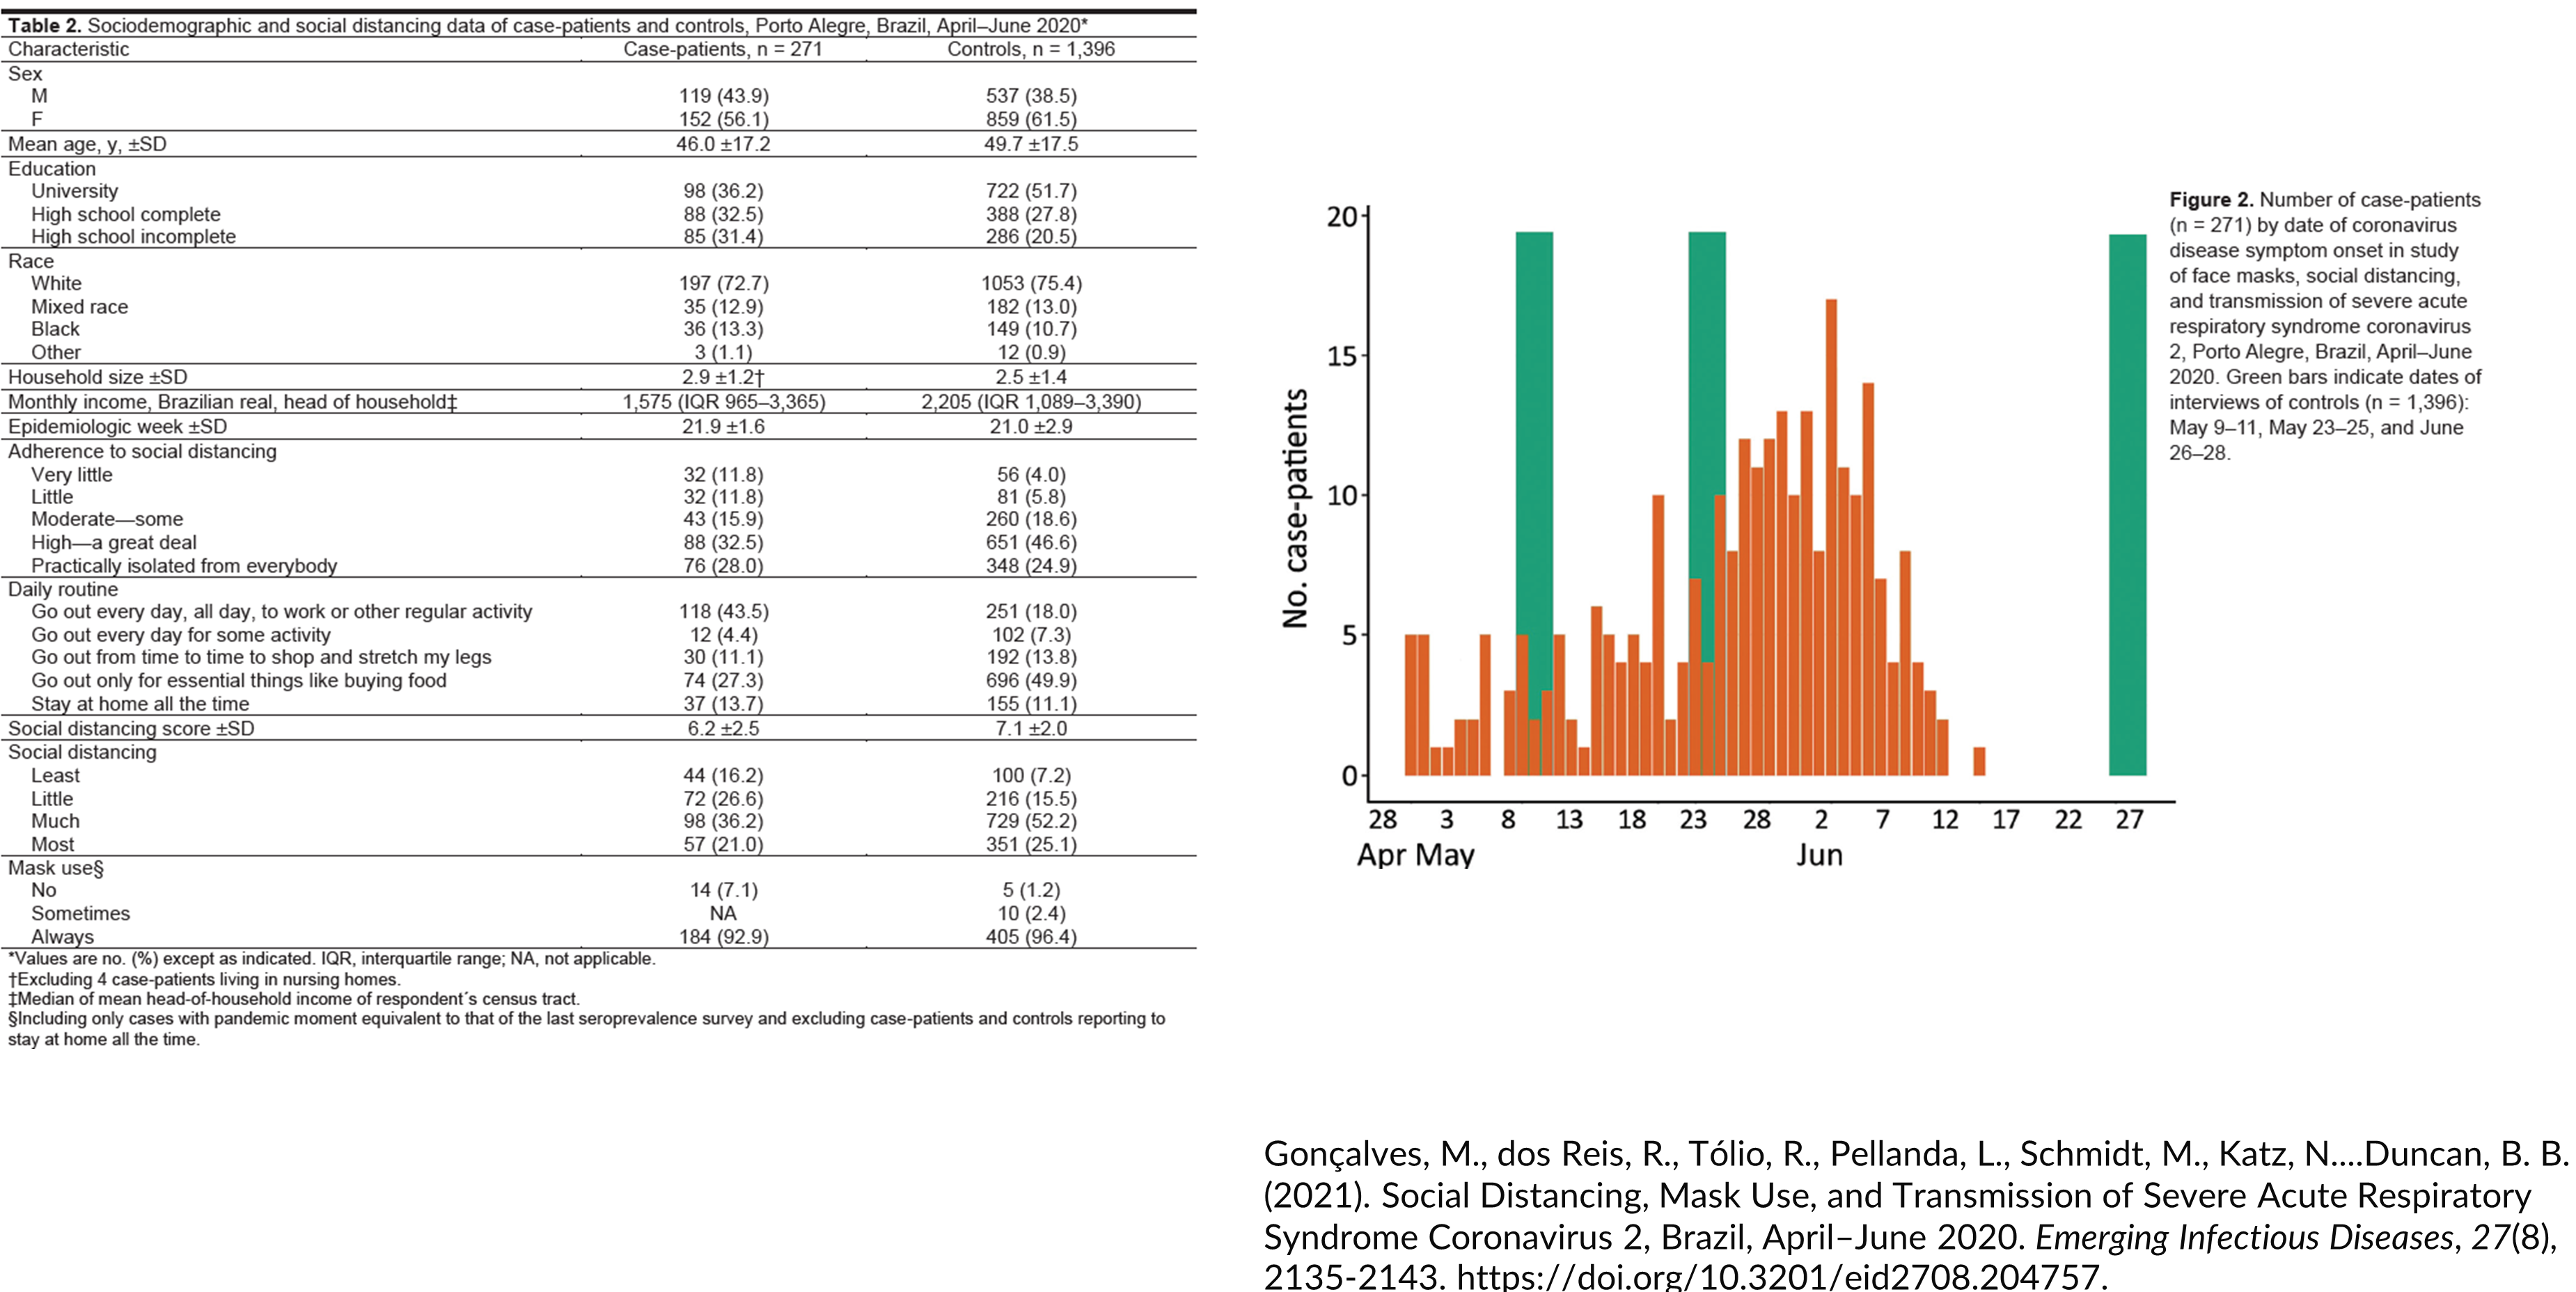 Table 2. Sociodemographic and social distancing data of case-patients and controls, Porto Alegre, Brazil, April–June 2020*
Characteristic Case-patients, n = 271 Controls, n = 1,396
Sex
M 119 (43.9) 537 (38.5)
F 152 (56.1) 859 (61.5)
Mean age, y, ±SD 46.0 ±17.2 49.7 ±17.5
Education
University 98 (36.2) 722 (51.7)
High school complete 88 (32.5) 388 (27.8)
High school incomplete 85 (31.4) 286 (20.5)
Race
White 197 (72.7) 1053 (75.4)
Mixed race 35 (12.9) 182 (13.0)
Black 36 (13.3) 149 (10.7)
Other 3 (1.1) 12 (0.9)
Household size ±SD 2.9 ±1.2† 2.5 ±1.4
Monthly income, Brazilian real, head of household‡ 1,575 (IQR 965–3,365) 2,205 (IQR 1,089–3,390)
Epidemiologic week ±SD 21.9 ±1.6 21.0 ±2.9
Adherence to social distancing
Very little 32 (11.8) 56 (4.0)
Little 32 (11.8) 81 (5.8)
Moderate—some 43 (15.9) 260 (18.6)
High—a great deal 88 (32.5) 651 (46.6)
Practically isolated from everybody 76 (28.0) 348 (24.9)
Daily routine
Go out every day, all day, to work or other regular activity 118 (43.5) 251 (18.0)
Go out every day for some activity 12 (4.4) 102 (7.3)
Go out from time to time to shop and stretch my legs 30 (11.1) 192 (13.8)
Go out only for essential things like buying food 74 (27.3) 696 (49.9)
Stay at home all the time 37 (13.7) 155 (11.1)
Social distancing score ±SD 6.2 ±2.5 7.1 ±2.0
Social distancing
Least 44 (16.2) 100 (7.2)
Little 72 (26.6) 216 (15.5)
Much 98 (36.2) 729 (52.2)
Most 57 (21.0) 351 (25.1)
Mask use§
No 14 (7.1) 5 (1.2)
Sometimes NA 10 (2.4)
Always 184 (92.9) 405 (96.4)
*Values are no. (%) except as indicated. IQR, interquartile range; NA, not applicable.
†Excluding 4 case-patients living in nursing homes.
‡Median of mean head-of-household income of respondent´s census tract.
§Including only cases with pandemic moment equivalent to that of the last seroprevalence survey and excluding case-patients and controls reporting to
stay at home all the time.
No. case-patients
20
15
10
5
0
28 3 8 13 18 23 28 2 7 12 17 22 27
Apr May Jun
Figure 2. Number of case-patients
(n = 271) by date of coronavirus
disease symptom onset in study
of face masks, social distancing,
and transmission of severe acute
respiratory syndrome coronavirus
2, Porto Alegre, Brazil, April–June
2020. Green bars indicate dates of
interviews of controls (n = 1,396):
May 9–11, May 23–25, and June
26–28.
Gonçalves, M., dos Reis, R., Tólio, R., Pellanda, L., Schmidt, M., Katz, N....Duncan, B. B.
(2021). Social Distancing, Mask Use, and Transmission of Severe Acute Respiratory
Syndrome Coronavirus 2, Brazil, April–June 2020. Emerging Infectious Diseases, 27(8),
2135-2143. https://doi.org/10.3201/eid2708.204757.